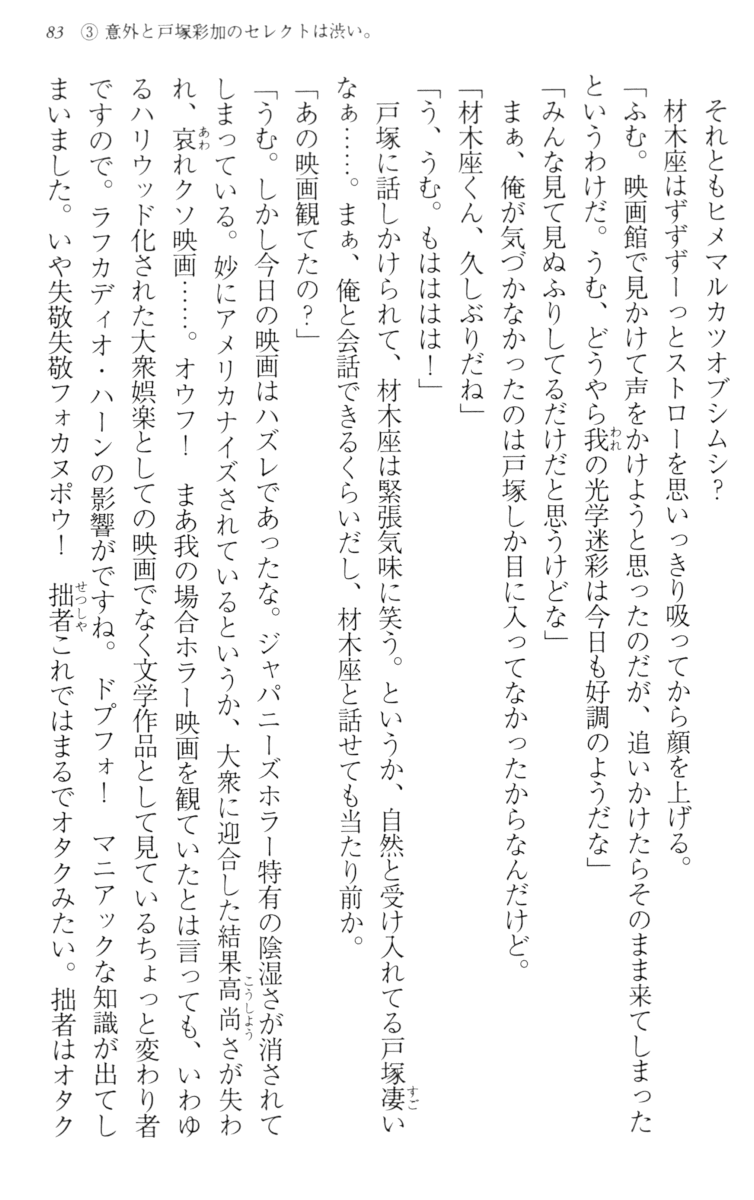 83　③ 意外と戸塚彩加のセレクトは渋い。
それともヒメマルカツオブシムシ？
材木座はずずずーっとストローを思いっきり吸ってから顔を上げる。
「ふむ。映画館で見かけて声をかけようと思ったのだが、追いかけたらそのまま来てしまった
というわけだ。うむ、どうやら我の光学迷彩は今日も好調のようだな」
「みんな見て見ぬふりしてるだけだと思うけどな」
まぁ、俺が気づかなかったのは戸塚しか目に入ってなかったからなんだけど。
「材木座くん、久しぶりだね」
「う、うむ。もはははは！」
戸塚に話しかけられて、材木座は緊張気味に笑う。というか、自然と受け入れてる戸塚凄い
なぁ……。まぁ、俺と会話できるくらいだし、材木座と話せても当たり前か。
「あの映画観てたの？」
「うむ。しかし今日の映画はハズレであったな。ジャパニーズホラー特有の陰湿さが消されて
しまっている。妙にアメリカナイズされているというか、大衆に迎合した結果高尚さが失わ
れ、哀れクソ映画……。オウフ！　まあ我の場合ホラー映画を観ていたとは言っても、いわゆ
るハリウッド化された大衆娯楽としての映画でなく文学作品として見ているちょっと変わり者
ですので。ラフカディオ・ハーンの影響がですね。　ドプフォ！　マニアックな知識が出てし
まいました。いや失敬失敬フォカヌポウ！　拙者これではまるでオタクみたい。拙者はオタク